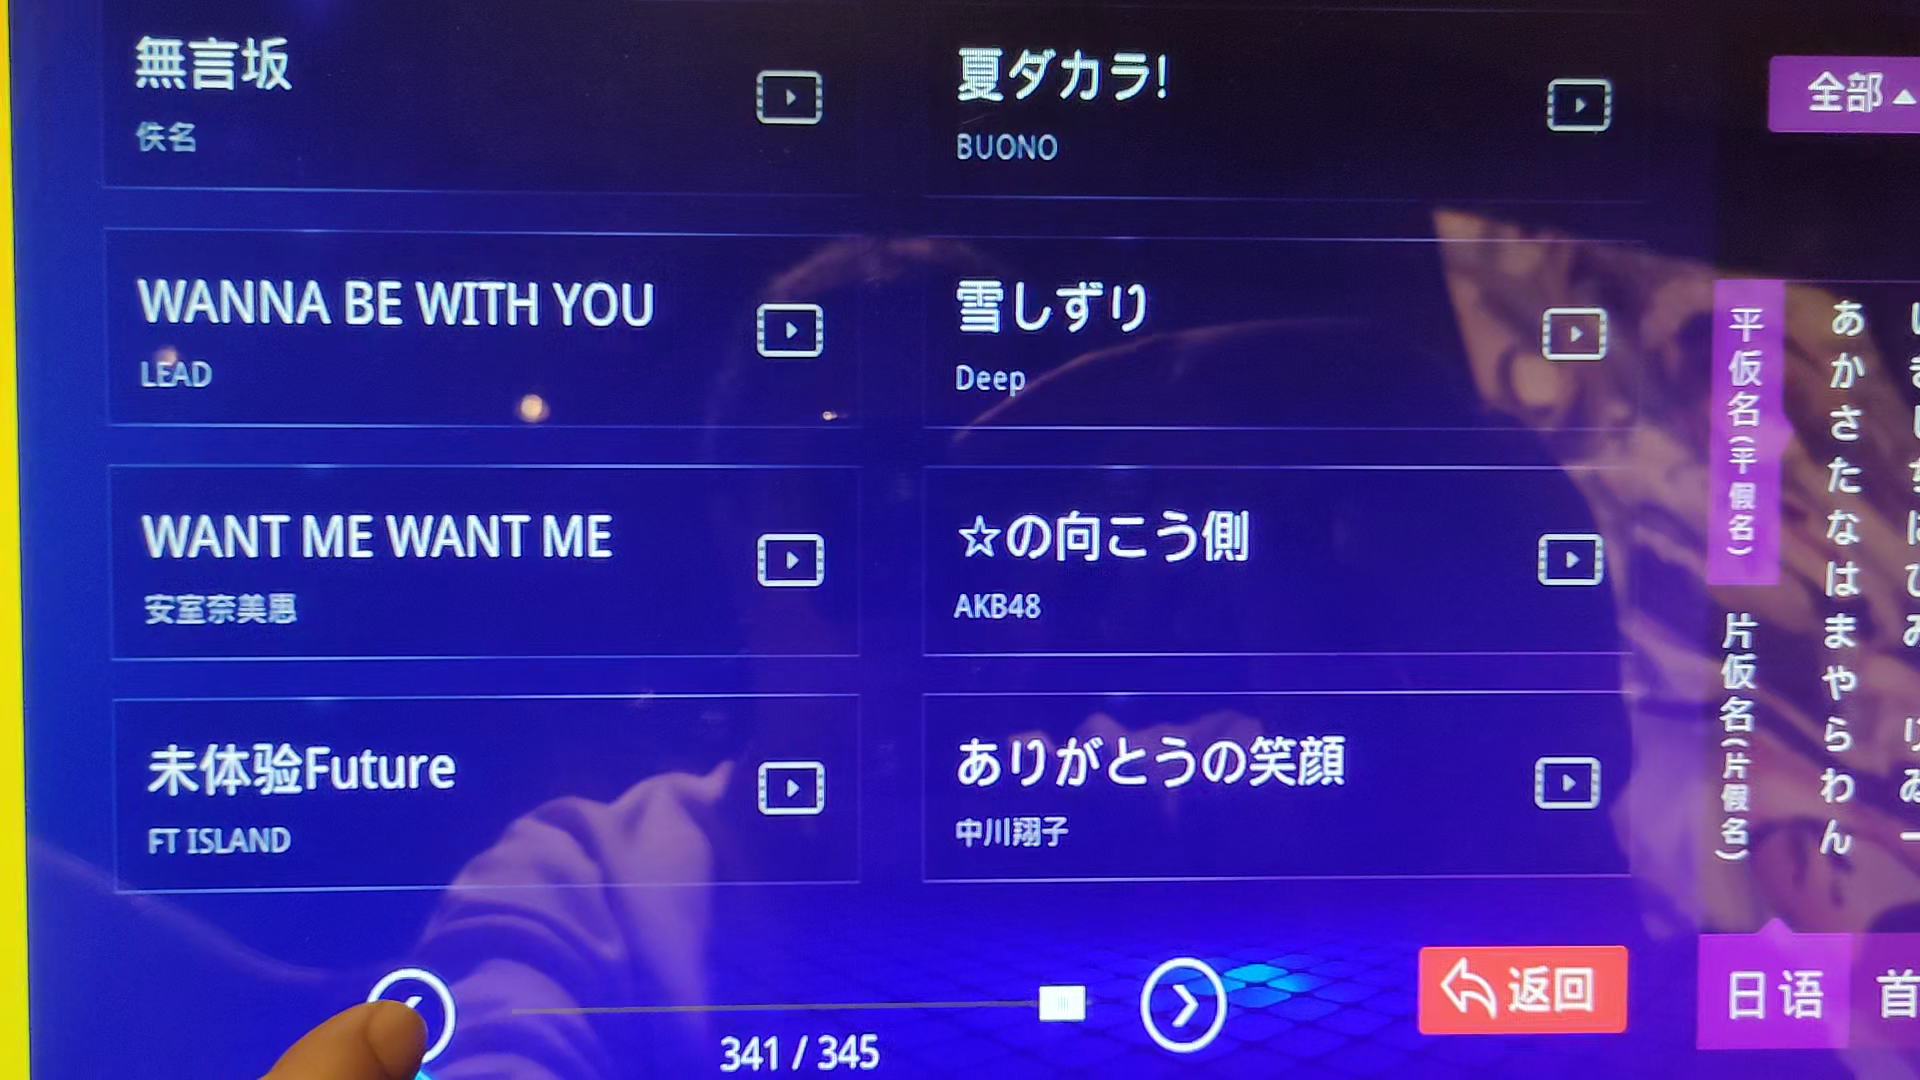 無言坂
佚名
夏ダカラ!
BUONO
WANNA BE WITH YOU
LEAD
雪しずり
Deep
WANT ME WANT ME
安室奈美恵
☆の向こう側
AKB48
未体验Future
FT ISLAND
ありがとうの笑顔
中川翔子
341 / 345
返回
全部
平仮名(平假名)
片仮名(片假名)
あかさたなはまやらわん
日语
首